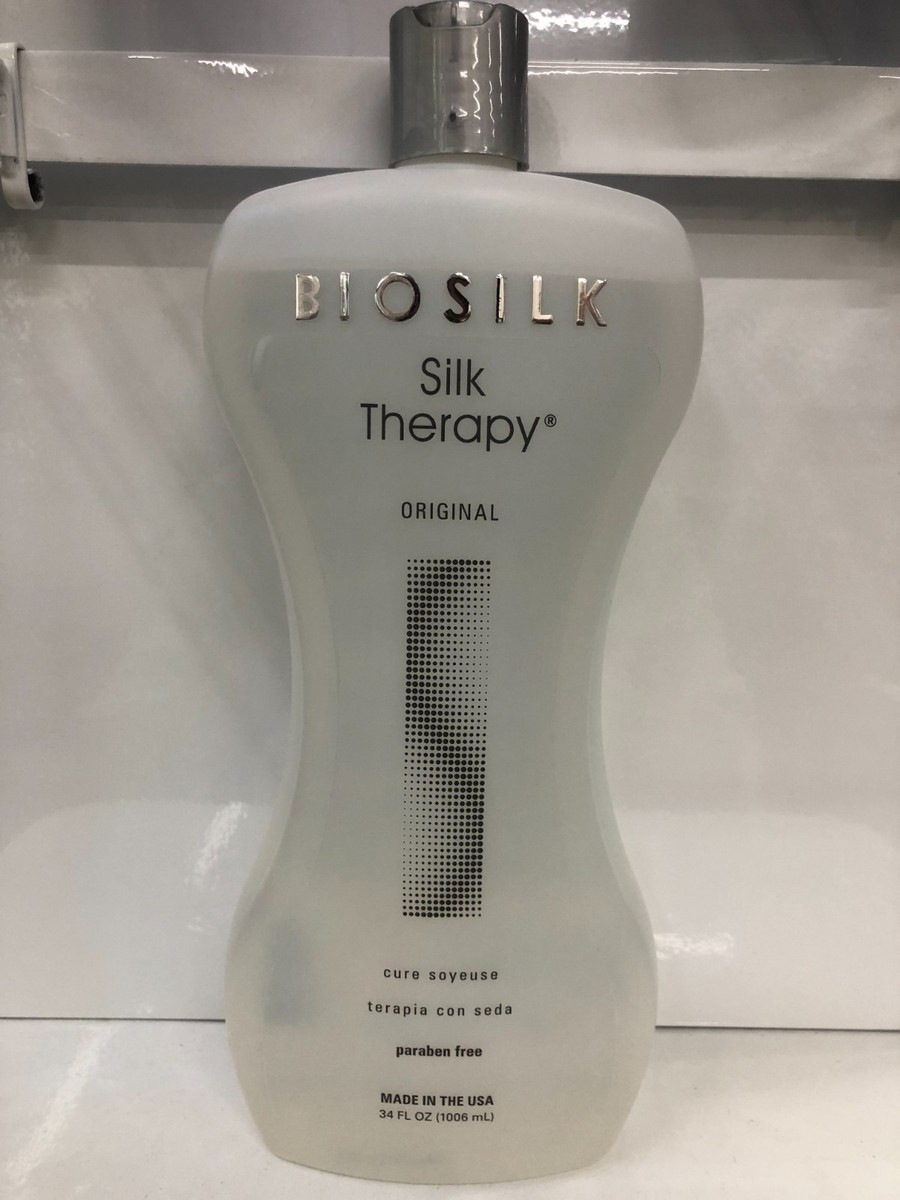 BIOSILK
Silk
Therapy®
ORIGINAL
cure soyeuse
terapia con seda
paraben free
MADE IN THE USA
34 FL OZ (1006 mL)